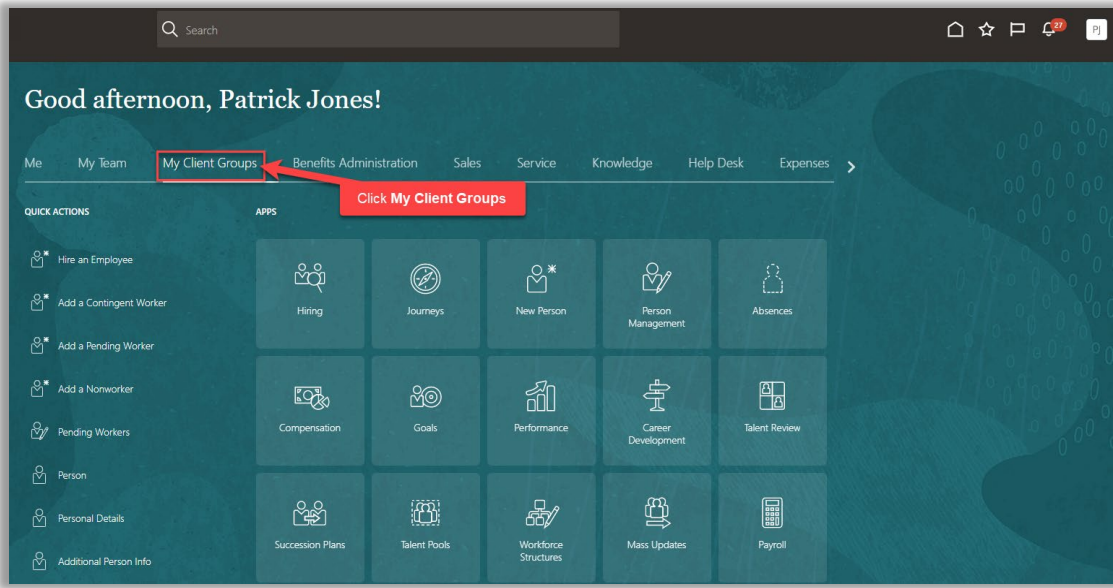 Search
27
PJ
Good afternoon, Patrick Jones!
Me My Team My Client Groups Benefits Administration Sales Service Knowledge Help Desk Expenses
Click My Client Groups
QUICK ACTIONS
Hire an Employee
Add a Contingent Worker
Add a Pending Worker
Add a Nonworker
Pending Workers
Person
Personal Details
Additional Person Info
APPS
Hiring
Journeys
New Person
Person
Management
Absences
Compensation
Goals
Performance
Career
Development
Talent Review
Succession Plans
Talent Pools
Workforce
Structures
Mass Updates
Payroll